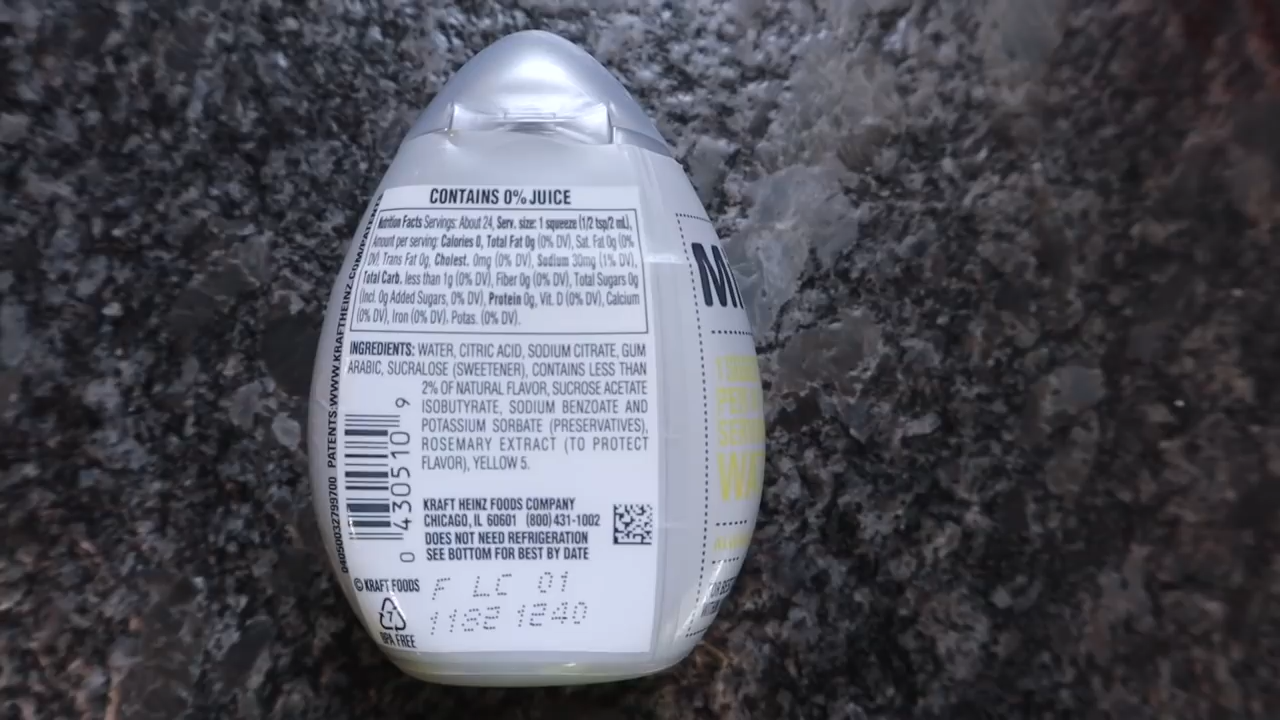 CONTAINS 0% JUICE
Nutrition Facts Servings: About 24, Serv. size: 1 squeeze (1/2 tsp/2 mL),
Amount per serving: Calories 0, Total Fat 0g (0% DV), Sat. Fat 0g (0%
DV), Trans Fat 0g, Cholest. 0mg (0% DV), Sodium 30mg (1% DV),
Total Carb. less than 1g (0% DV), Fiber 0g (0% DV), Total Sugars 0g
(Incl. 0g Added Sugars, 0% DV), Protein 0g, Vit. D (0% DV), Calcium
(0% DV), Iron (0% DV), Potas. (0% DV).
INGREDIENTS: WATER, CITRIC ACID, SODIUM CITRATE, GUM
ARABIC, SUCRALOSE (SWEETENER), CONTAINS LESS THAN
2% OF NATURAL FLAVOR, SUCROSE ACETATE
ISOBUTYRATE, SODIUM BENZOATE AND
POTASSIUM SORBATE (PRESERVATIVES),
ROSEMARY EXTRACT (TO PROTECT
FLAVOR), YELLOW 5.
0 430510 9
KRAFT HEINZ FOODS COMPANY
CHICAGO, IL 60601 (800) 431-1002
DOES NOT NEED REFRIGERATION
SEE BOTTOM FOR BEST BY DATE
© KRAFT FOODS
7
BPA FREE
F LC 01
1182 1240
04050032799700 PATENTS WWW.KRAFTHEINZ.COM/PATENTS